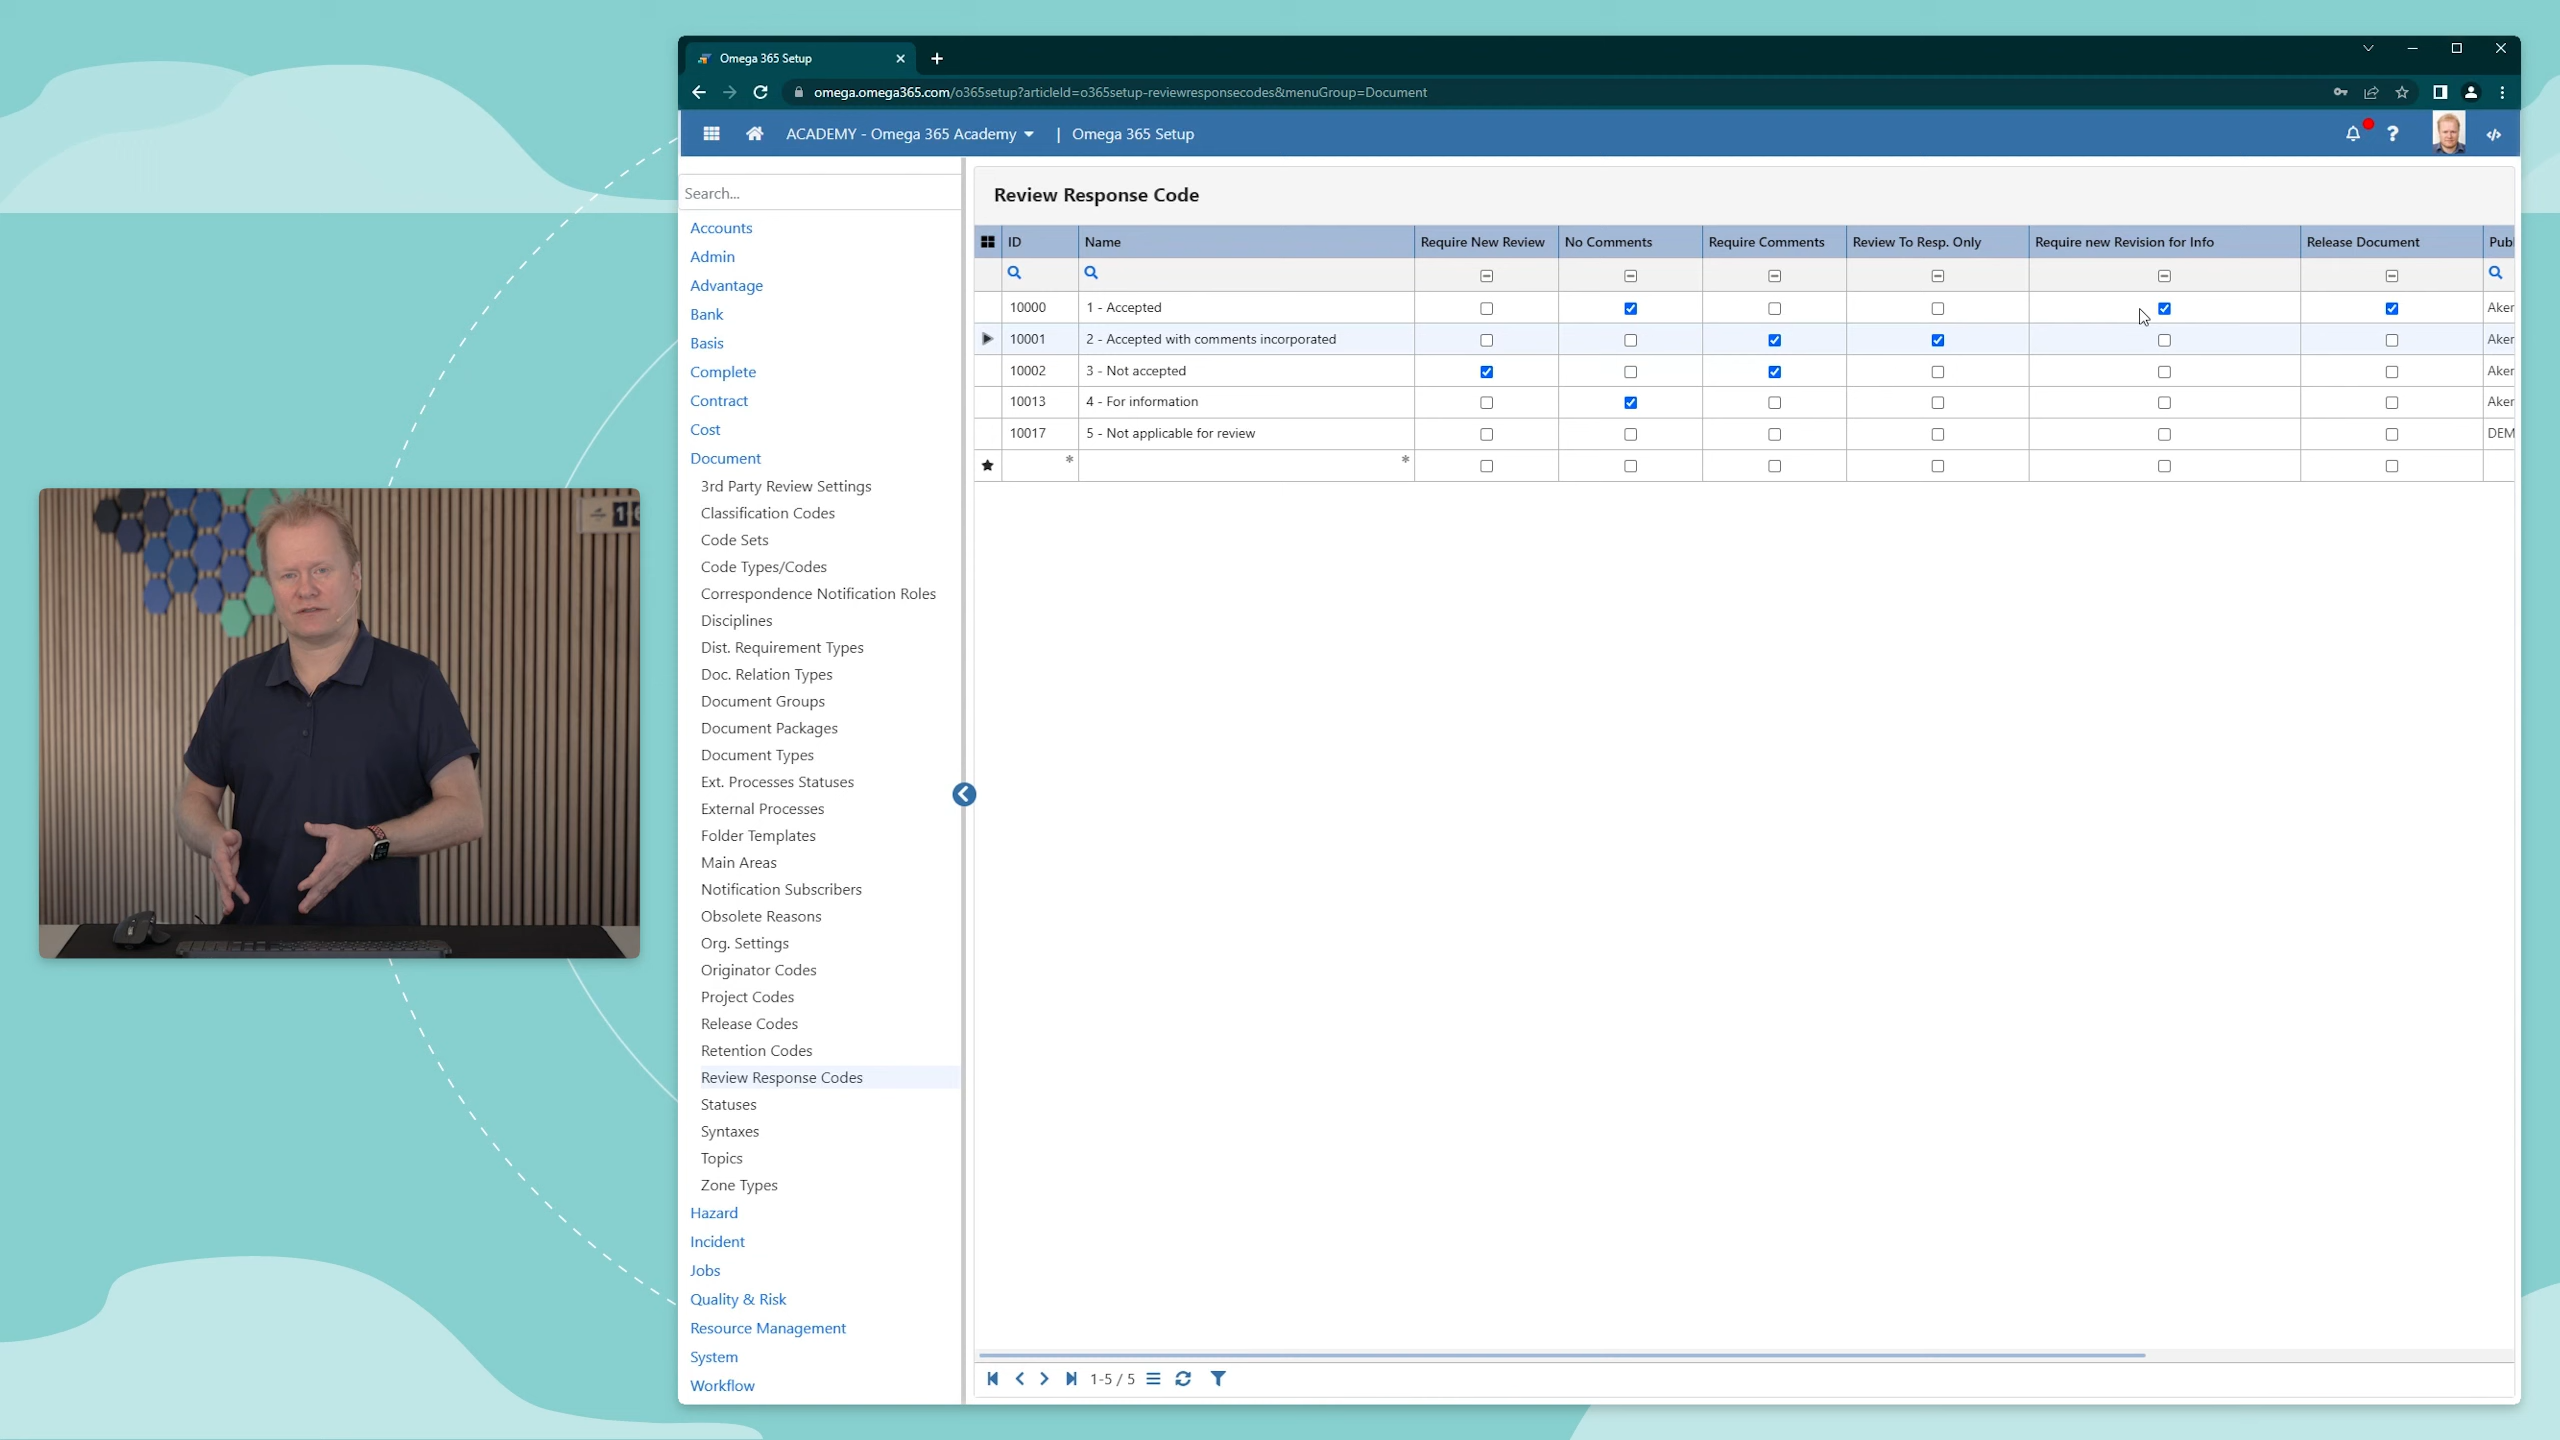 Omega 365 Setup
omega.omega365.com/o365setup?articleId=o365setup-reviewresponsecodes&menuGroup=Document
ACADEMY - Omega 365 Academy | Omega 365 Setup
Search...
Accounts
Admin
Advantage
Bank
Basis
Complete
Contract
Cost
Document
3rd Party Review Settings
Classification Codes
Code Sets
Code Types/Codes
Correspondence Notification Roles
Disciplines
Dist. Requirement Types
Doc. Relation Types
Document Groups
Document Packages
Document Types
Ext. Processes Statuses
External Processes
Folder Templates
Main Areas
Notification Subscribers
Obsolete Reasons
Org. Settings
Originator Codes
Project Codes
Release Codes
Retention Codes
Review Response Codes
Statuses
Syntaxes
Topics
Zone Types
Hazard
Incident
Jobs
Quality & Risk
Resource Management
System
Workflow
Review Response Code
ID Name Require New Review No Comments Require Comments Review To Resp. Only Require new Revision for Info Release Document Publ
10000 1 - Accepted Aker
10001 2 - Accepted with comments incorporated Aker
10002 3 - Not accepted Aker
10013 4 - For information Aker
10017 5 - Not applicable for review DEM
* *
1-5 / 5